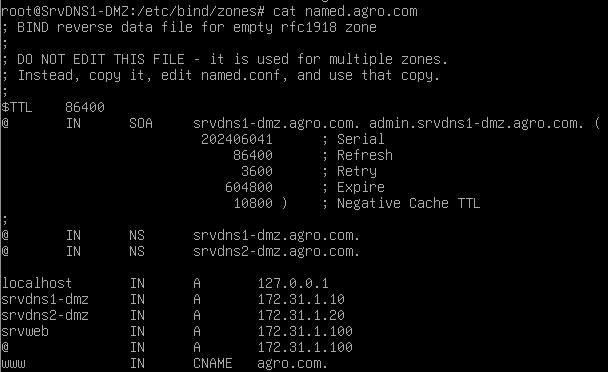 root@SrvDNS1-DMZ:/etc/bind/zones# cat named.agro.com
; BIND reverse data file for empty rfc1918 zone
;
; DO NOT EDIT THIS FILE - it is used for multiple zones.
; Instead, copy it, edit named.conf, and use that copy.
;
$TTL    86400
@       IN      SOA     srvdns1-dmz.agro.com. admin.srvdns1-dmz.agro.com. (
                         202406041      ; Serial
                             86400      ; Refresh
                              3600      ; Retry
                            604800      ; Expire
                             10800 )    ; Negative Cache TTL
;
@       IN      NS      srvdns1-dmz.agro.com.
@       IN      NS      srvdns2-dmz.agro.com.
localhost       IN      A       127.0.0.1
srvdns1-dmz     IN      A       172.31.1.10
srvdns2-dmz     IN      A       172.31.1.20
srvweb          IN      A       172.31.1.100
@               IN      A       172.31.1.100
www             IN      CNAME   agro.com.